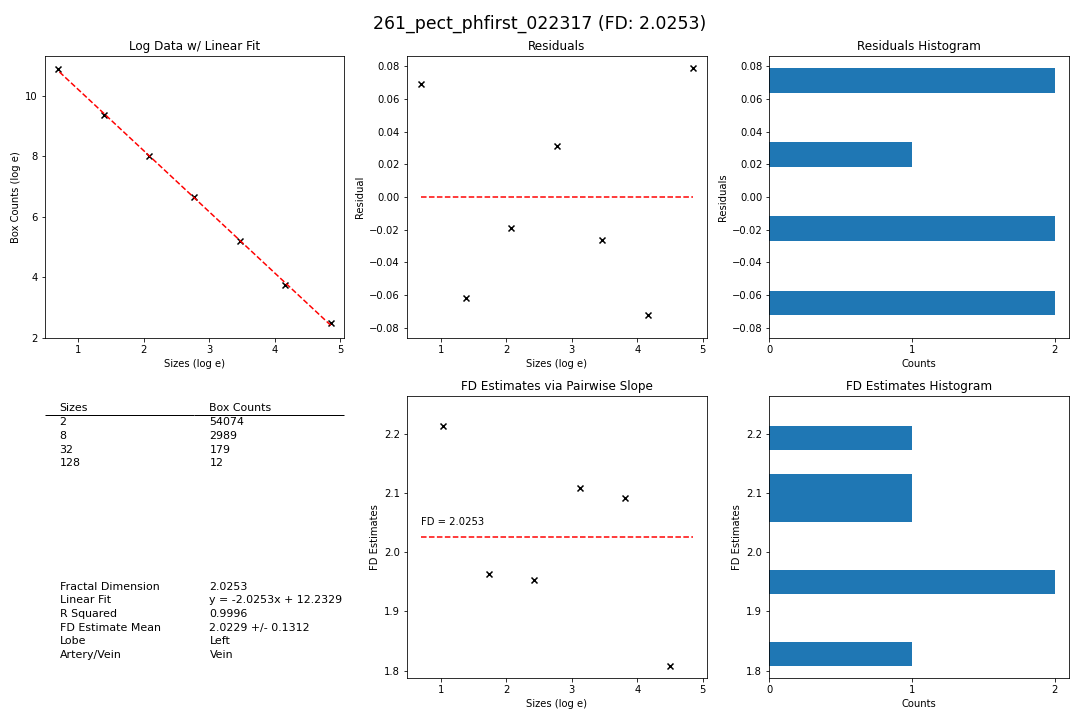 261_pect_phfirst_022317 (FD: 2.0253)
Log Data w/ Linear Fit
Box Counts (log e)
10
8
6
4
2
1
2
3
4
5
Sizes (log e)
Residuals
Residual
0.08
0.06
0.04
0.02
0.00
−0.02
−0.04
−0.06
−0.08
1
2
3
4
5
Sizes (log e)
Residuals Histogram
Residuals
0.08
0.06
0.04
0.02
0.00
−0.02
−0.04
−0.06
−0.08
0
1
2
Counts
Sizes Box Counts
2 54074
8 2989
32 179
128 12
Fractal Dimension 2.0253
Linear Fit y = -2.0253x + 12.2329
R Squared 0.9996
FD Estimate Mean 2.0229 +/- 0.1312
Lobe Left
Artery/Vein Vein
FD Estimates via Pairwise Slope
FD Estimates
2.2
2.1
2.0
1.9
1.8
FD = 2.0253
1
2
3
4
5
Sizes (log e)
FD Estimates Histogram
FD Estimates
2.2
2.1
2.0
1.9
1.8
0
1
2
Counts